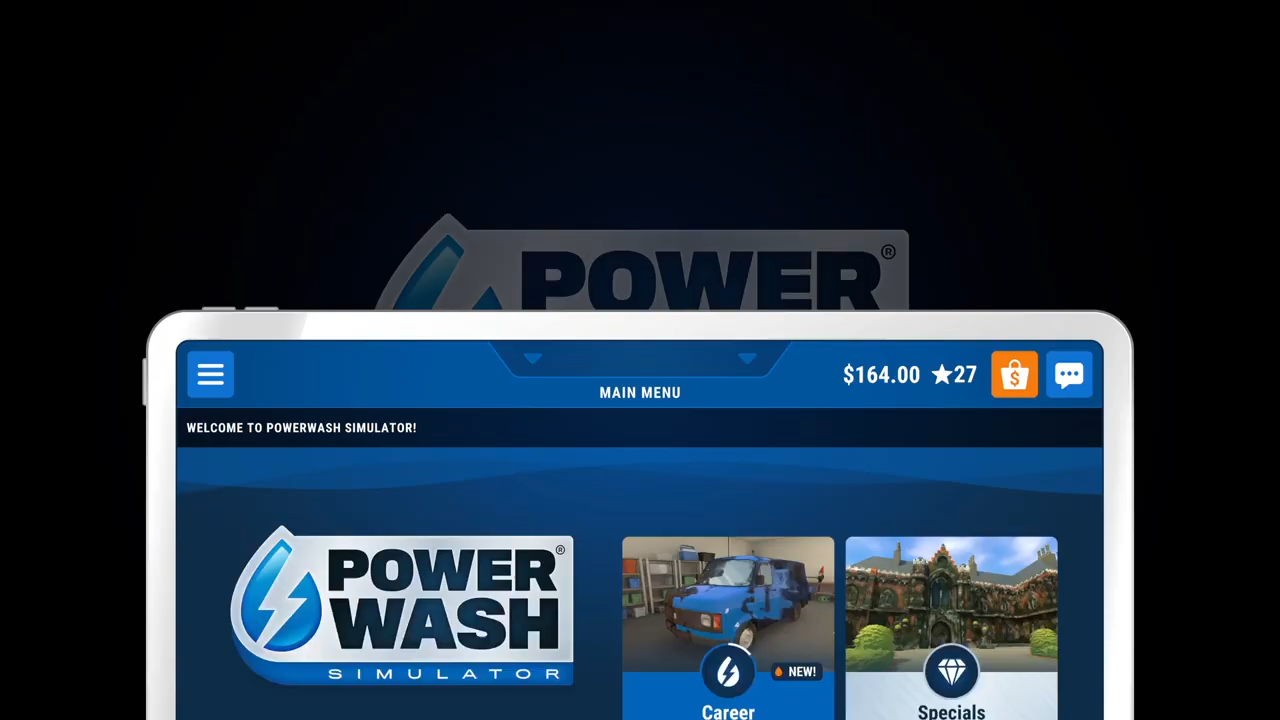 POWER®
$164.00 ★27
MAIN MENU
WELCOME TO POWERWASH SIMULATOR!
POWER®
WASH
SIMULATOR
NEW!
Career
Specials